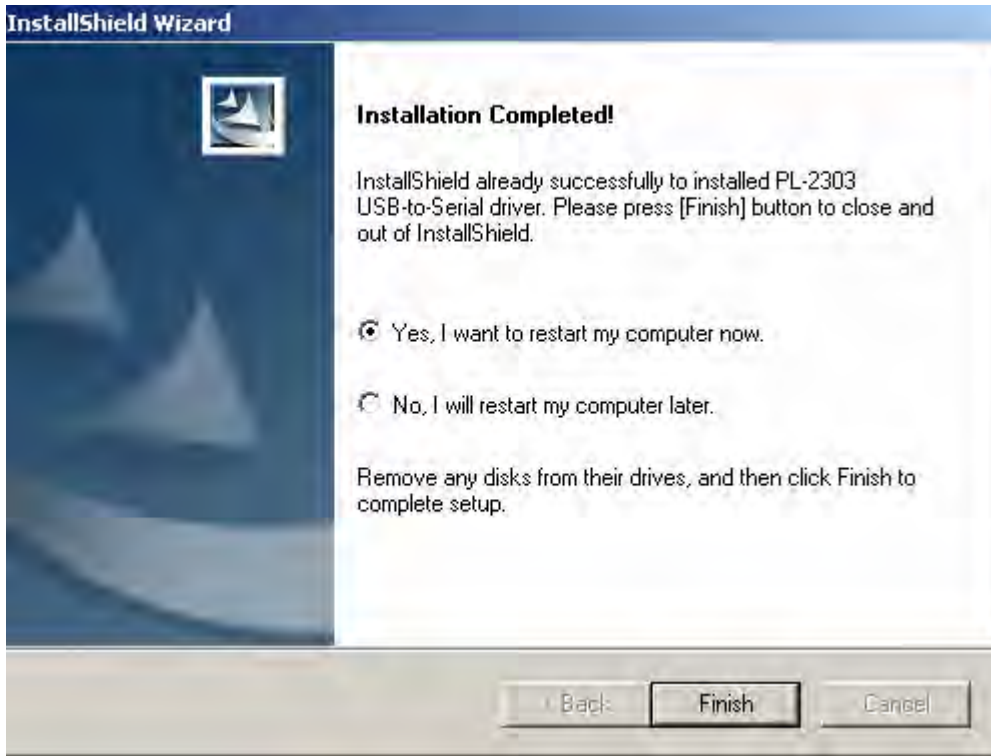 InstallShield Wizard
Installation Completed!
InstallShield already successfully to installed PL-2303
USB-to-Serial driver. Please press [Finish] button to close and
out of InstallShield.
Yes, I want to restart my computer now.
No, I will restart my computer later.
Remove any disks from their drives, and then click Finish to
complete setup.
< Back Finish Cancel